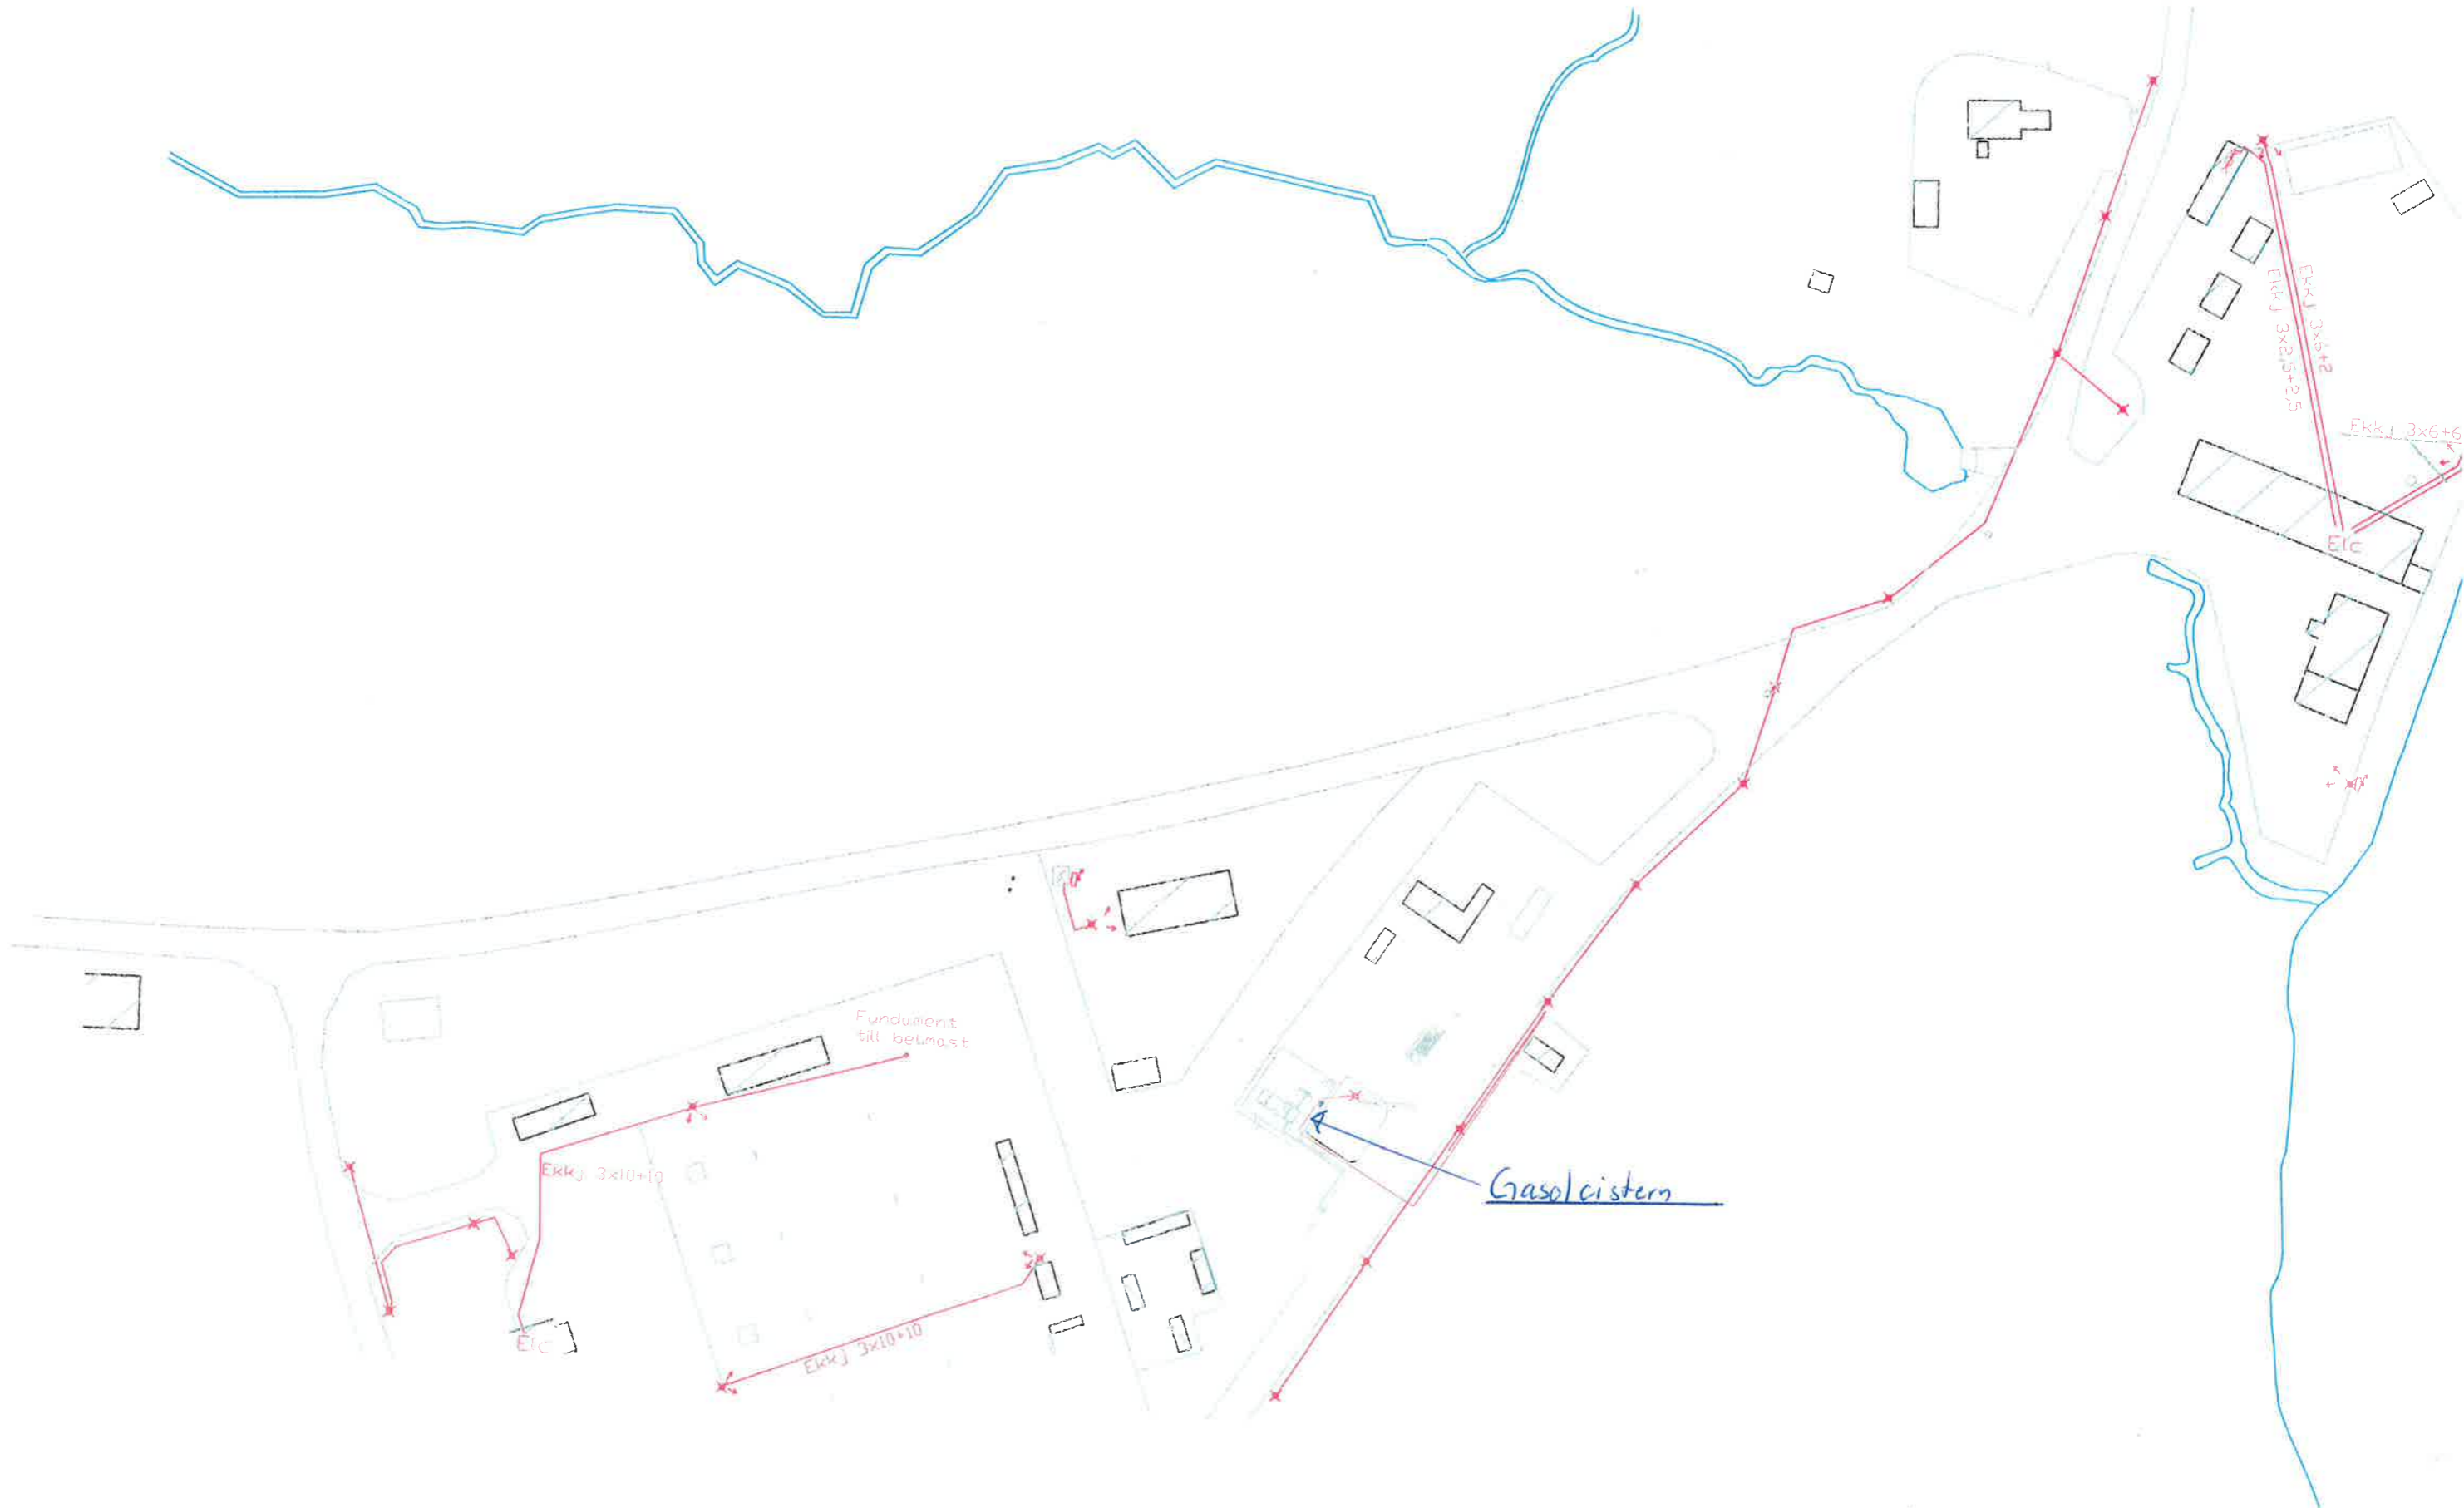 Ekkj 3x6+2
Ekkj 3x2,5+2,5
Ekkj 3x6+6
Elc
Fundament
till belmast
Ekkj 3x10+10
Gasolcistern
Elc
Ekkj 3x10+10